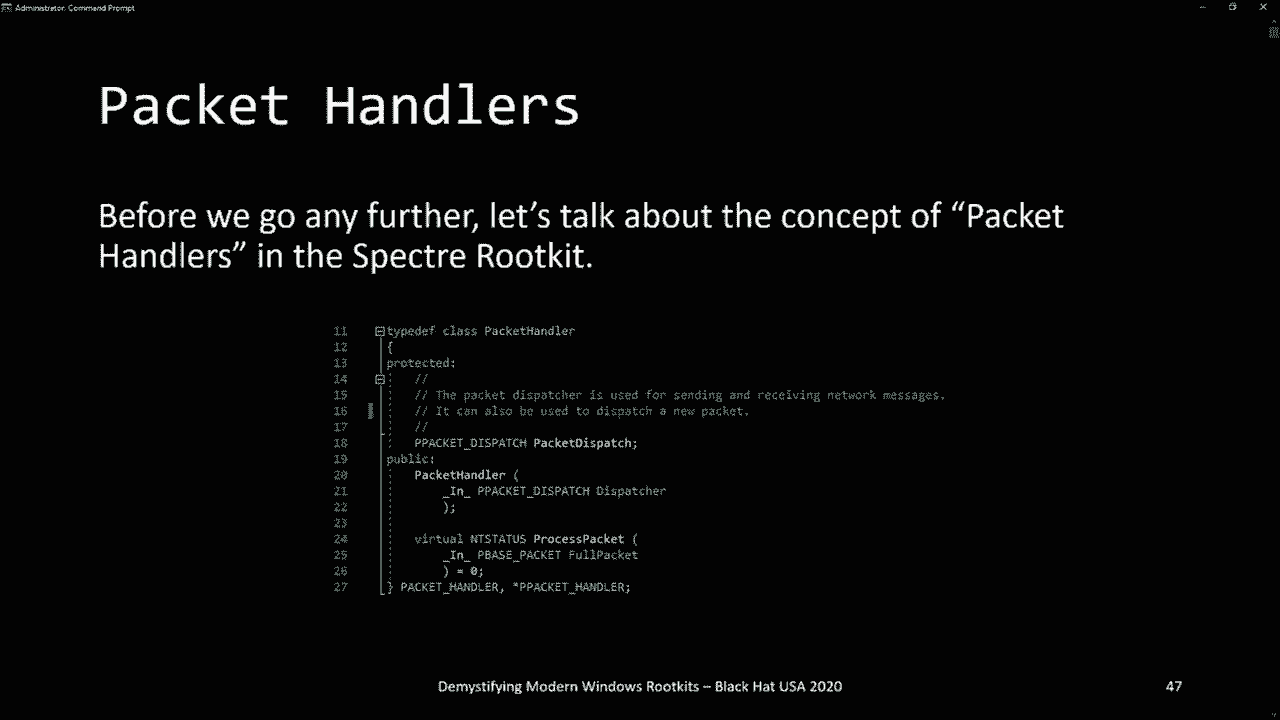 Administrator: Command Prompt
Packet Handlers
Before we go any further, let’s talk about the concept of “Packet
Handlers” in the Spectre Rootkit.
11 typedef class PacketHandler
12 {
13 protected:
14 //
15 // The packet dispatcher is used for sending and receiving network messages.
16 // It can also be used to dispatch a new packet.
17 //
18 PPACKET_DISPATCH PacketDispatch;
19 public:
20 PacketHandler (
21 _In_ PPACKET_DISPATCH Dispatcher
22 );
23
24 virtual NTSTATUS ProcessPacket (
25 _In_ PBASE_PACKET FullPacket
26 ) = 0;
27 } PACKET_HANDLER, *PPACKET_HANDLER;
Demystifying Modern Windows Rootkits – Black Hat USA 2020
47